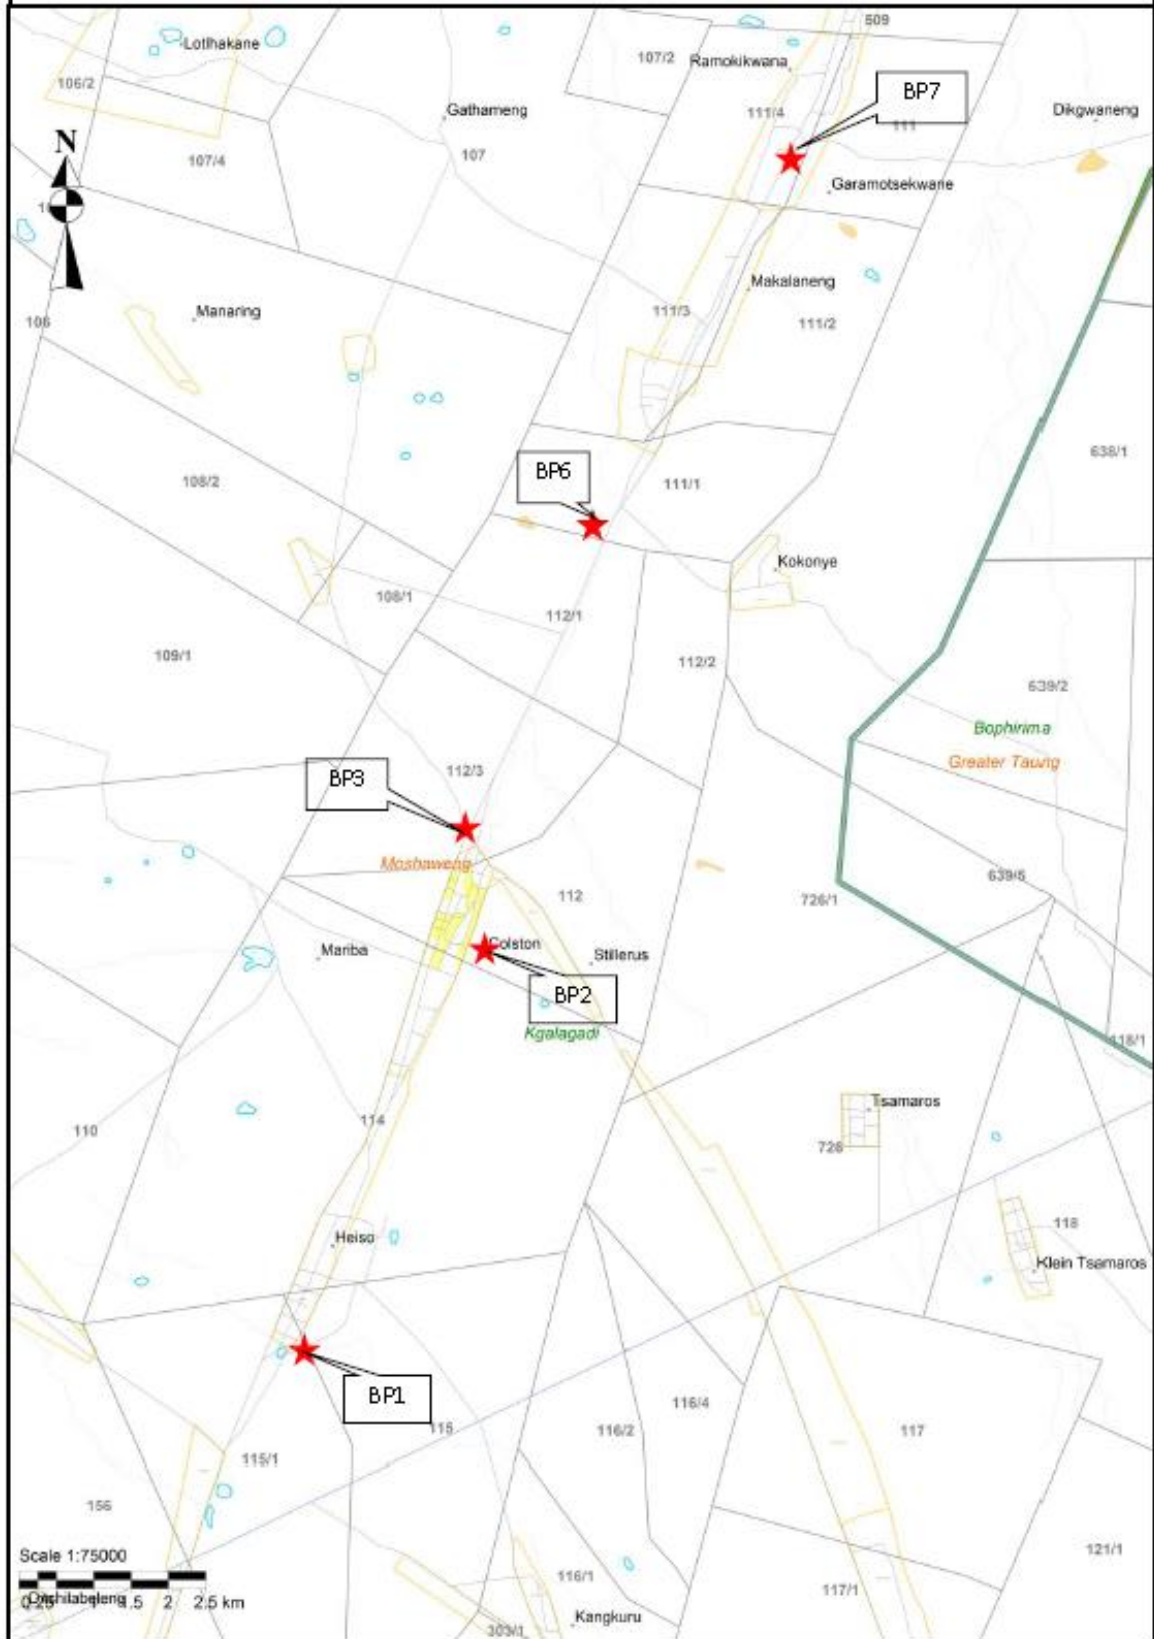 509
Lotlhakane
107/2
Ramokikwana
106/2
BP7
Gathameng
111/4
111
Dikgwaneng
N
107/4
107
Garamotsekwane
Makalaneng
Manaring
111/3
106
111/2
638/1
BP6
108/2
111/1
Kokonye
108/1
112/1
109/1
112/2
639/2
Bophirima
Greater Taung
BP3
112/3
Moshaweng
639/5
112
726/1
Colston
Mariba
Stillerus
BP2
Kgalagadi
118/1
Tsamaros
114
110
726
118
Heiso
Klein Tsamaros
BP1
116/4
115
116/2
117
115/1
156
Scale 1:75000
121/1
116/1
117/1
1.5 2 2.5 km
Kangkuru
303/1